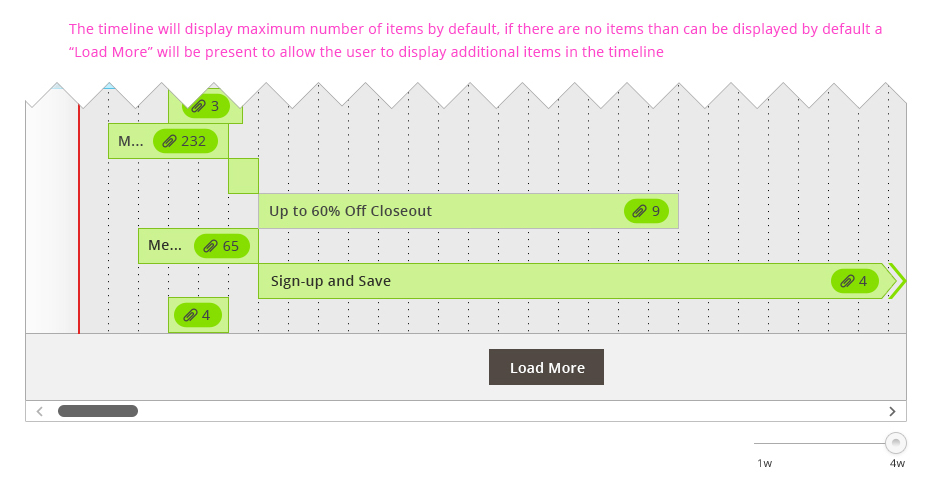 The timeline will display maximum number of items by default, if there are no items than can be displayed by default a
“Load More” will be present to allow the user to display additional items in the timeline
3
M... 232
Up to 60% Off Closeout 9
Me... 65
Sign-up and Save 4
4
Load More
1w 4w